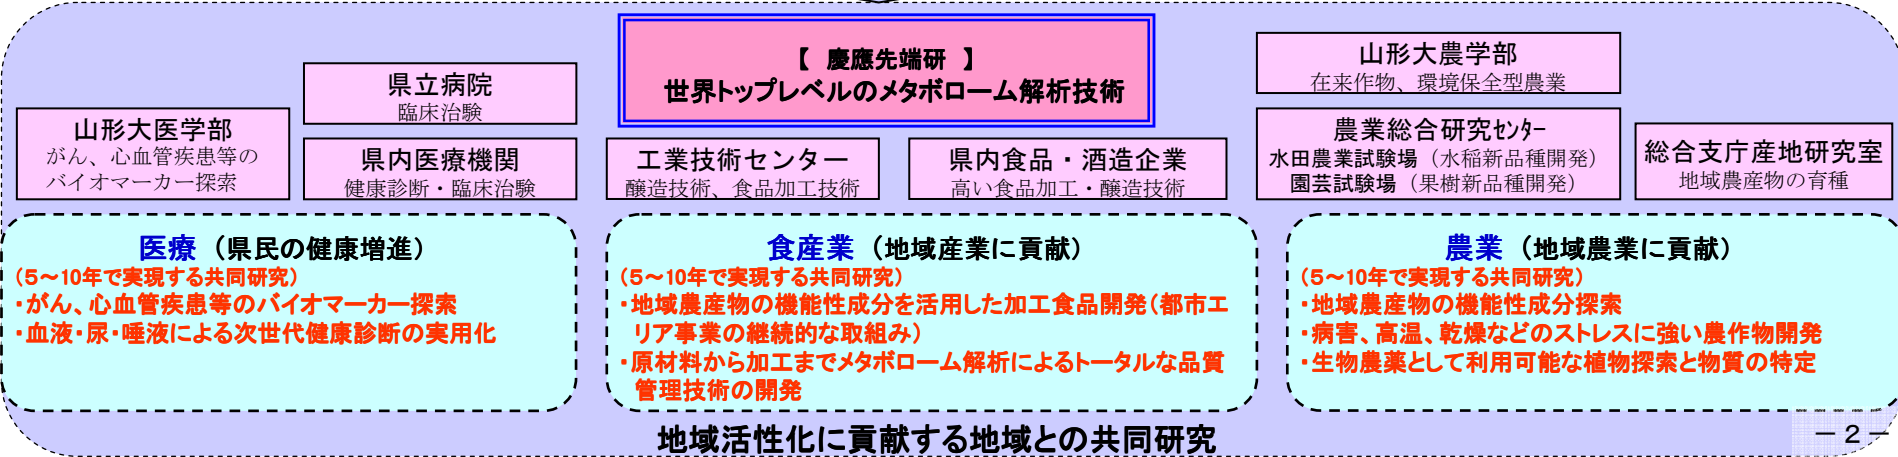 【 慶應先端研 】
世界トップレベルのメタボローム解析技術
山形大医学部
がん、心血管疾患等の
バイオマーカー探索
県立病院
臨床治験
県内医療機関
健康診断・臨床治験
工業技術センター
醸造技術、食品加工技術
県内食品・酒造企業
高い食品加工・醸造技術
山形大農学部
在来作物、環境保全型農業
農業総合研究ｾﾝﾀｰ
水田農業試験場（水稲新品種開発）
園芸試験場（果樹新品種開発）
総合支庁産地研究室
地域農産物の育種
医療（県民の健康増進）
（５～10年で実現する共同研究）
・がん、心血管疾患等のバイオマーカー探索
・血液・尿・唾液による次世代健康診断の実用化
食産業（地域産業に貢献）
（５～10年で実現する共同研究）
・地域農産物の機能性成分を活用した加工食品開発（都市エ
リア事業の継続的な取組み）
・原材料から加工までメタボローム解析によるトータルな品質
管理技術の開発
農業（地域農業に貢献）
（５～10年で実現する共同研究）
・地域農産物の機能性成分探索
・病害、高温、乾燥などのストレスに強い農作物開発
・生物農薬として利用可能な植物探索と物質の特定
地域活性化に貢献する地域との共同研究
－２－